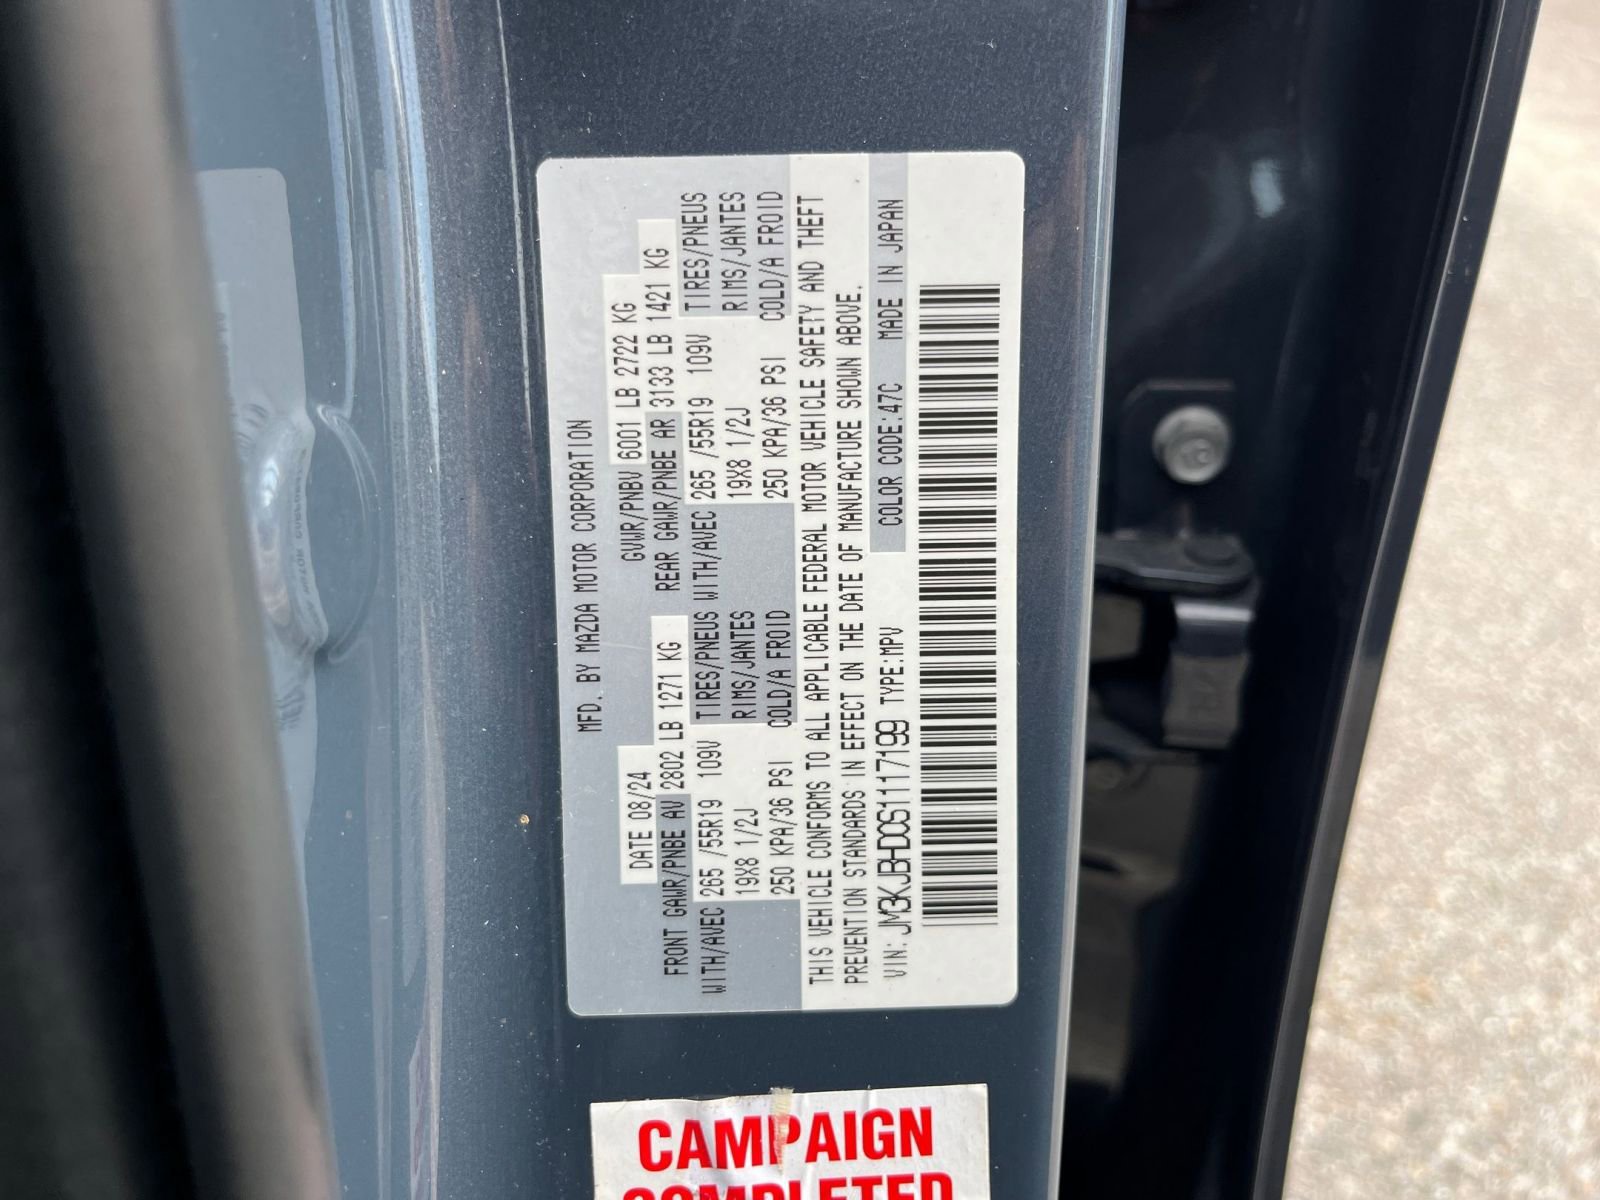 MFD. BY MAZDA MOTOR CORPORATION
DATE 08/24 GVWR/PNBV 6001 LB 2722 KG
FRONT GAWR/PNBE AV 2802 LB 1271 KG REAR GAWR/PNBE AR 3133 LB 1421 KG
WITH/AVEC 265 /55R19 109V TIRES/PNEUS WITH/AVEC 265 /55R19 109V TIRES/PNEUS
19X8 1/2J RIMS/JANTES 19X8 1/2J RIMS/JANTES
250 KPA/36 PSI COLD/A FROID 250 KPA/36 PSI COLD/A FROID
THIS VEHICLE CONFORMS TO ALL APPLICABLE FEDERAL MOTOR VEHICLE SAFETY AND THEFT
PREVENTION STANDARDS IN EFFECT ON THE DATE OF MANUFACTURE SHOWN ABOVE.
VIN: JM3KJBHD0S1117199 TYPE:MPV COLOR CODE:47C MADE IN JAPAN
CAMPAIGN
COMPLETED